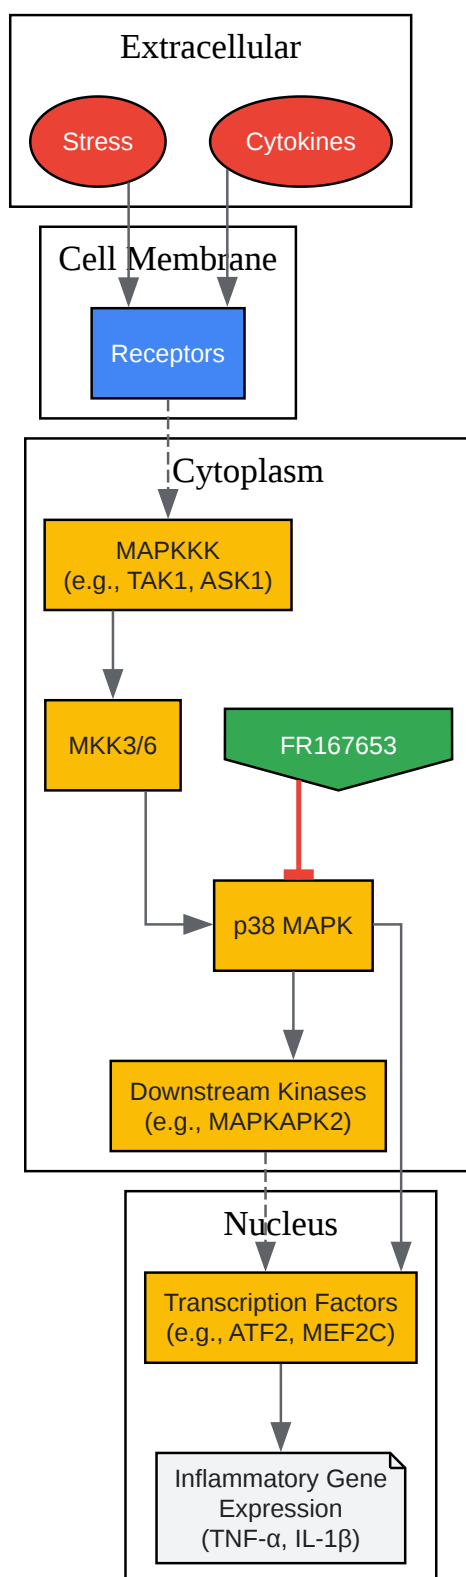 Extracellular
Stress
Cytokines
Cell Membrane
Receptors
Cytoplasm
MAPKKK
(e.g., TAK1, ASK1)
MKK3/6
FR167653
p38 MAPK
Downstream Kinases
(e.g., MAPKAPK2)
Nucleus
Transcription Factors
(e.g., ATF2, MEF2C)
Inflammatory Gene
Expression
(TNF-α, IL-1β)